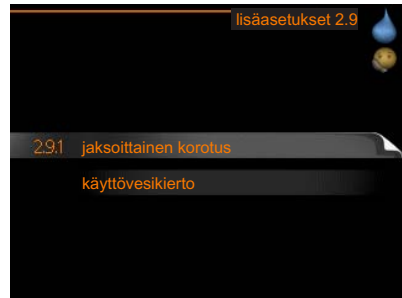 lisäasetukset 2.9
2.9.1 jaksoittainen korotus
käyttövesikierto